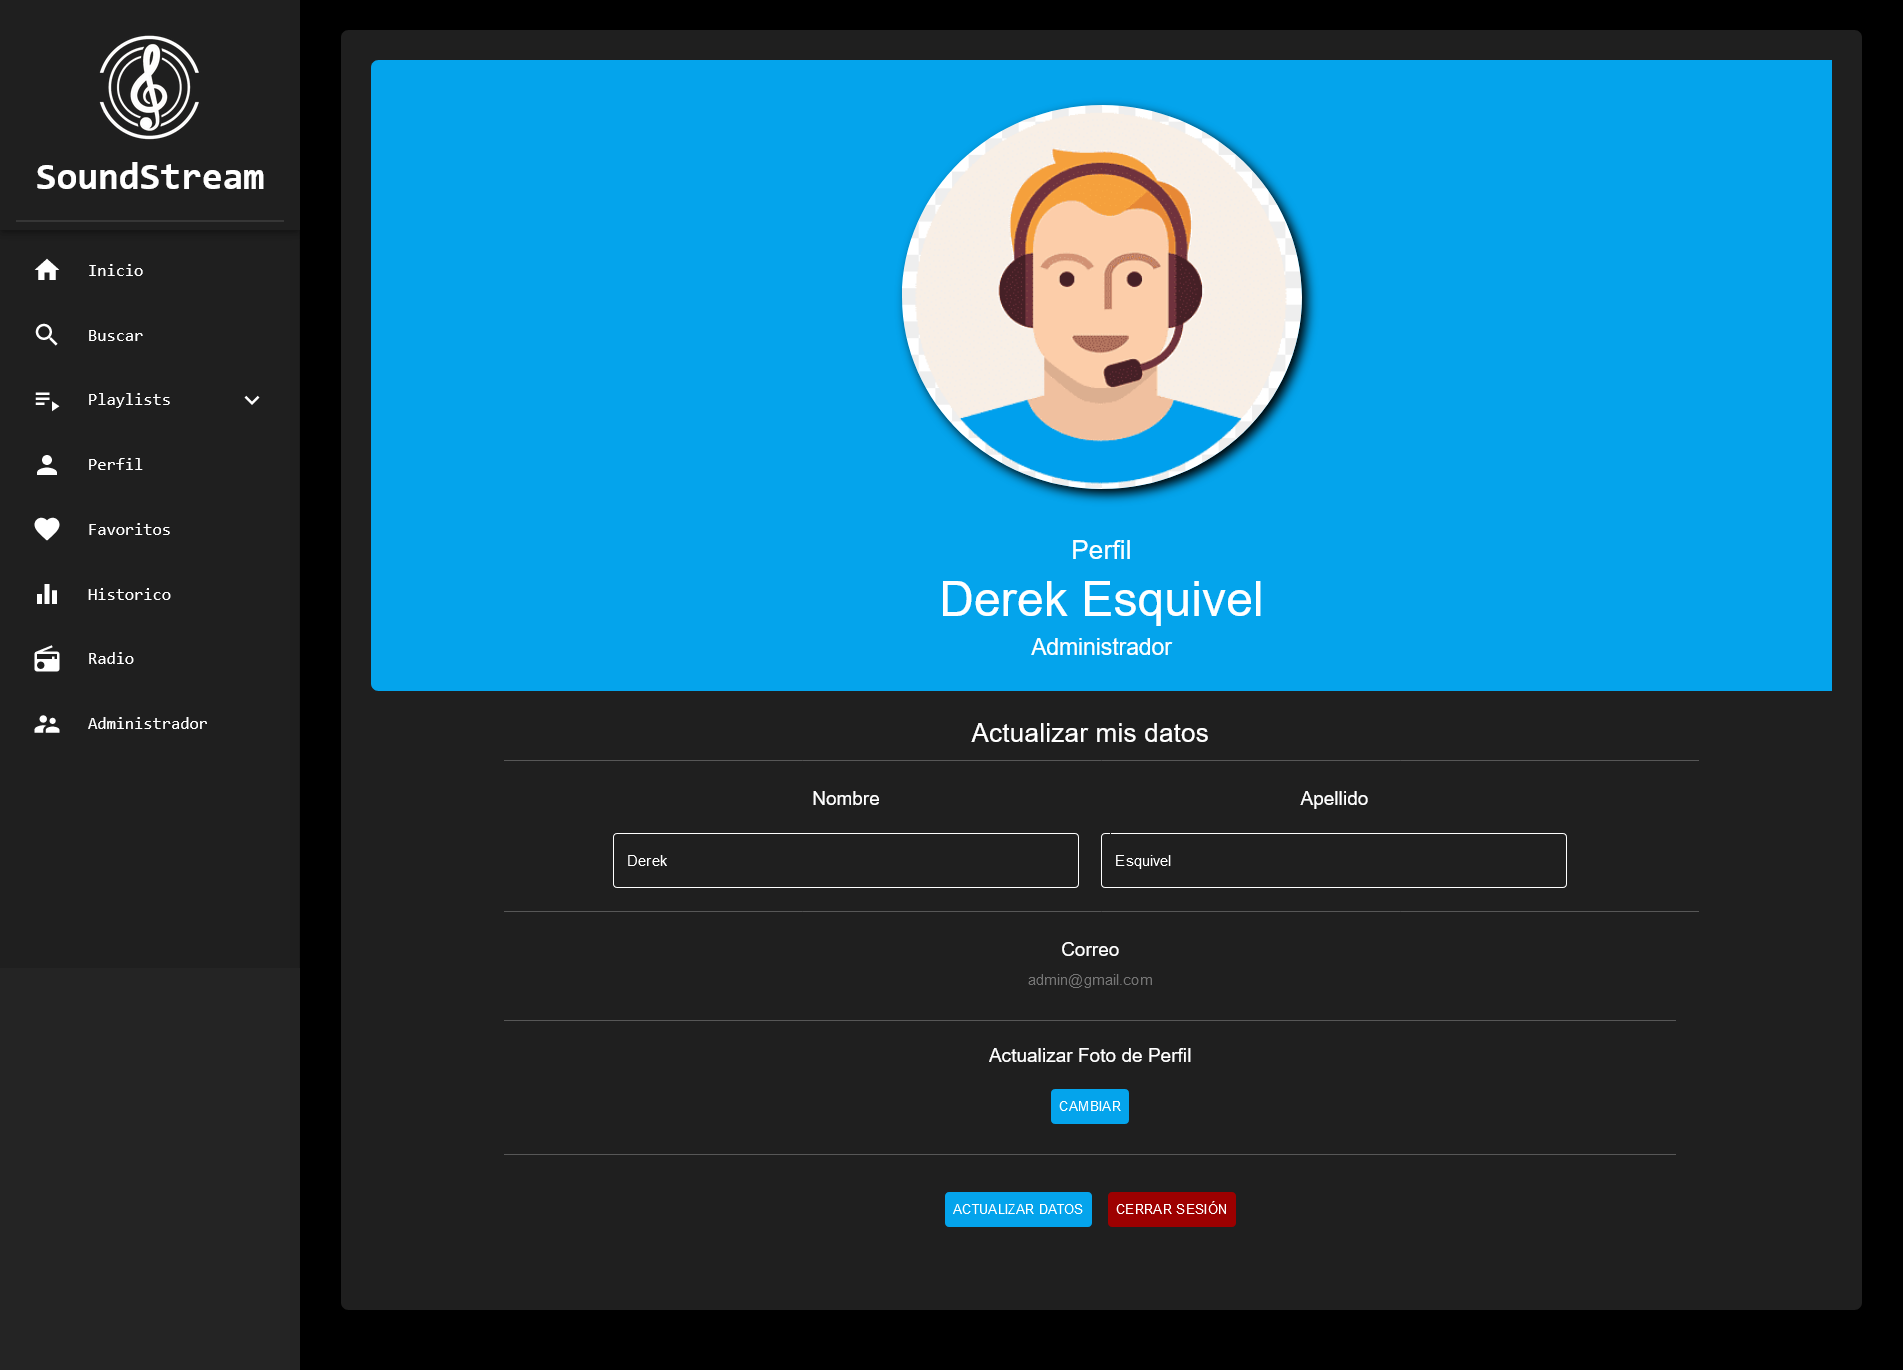 SoundStream
Inicio
Buscar
Playlists
Perfil
Favoritos
Historico
Radio
Administrador
Perfil
Derek Esquivel
Administrador
Actualizar mis datos
Nombre
Apellido
Derek
Esquivel
Correo
admin@gmail.com
Actualizar Foto de Perfil
CAMBIAR
ACTUALIZAR DATOS
CERRAR SESIÓN